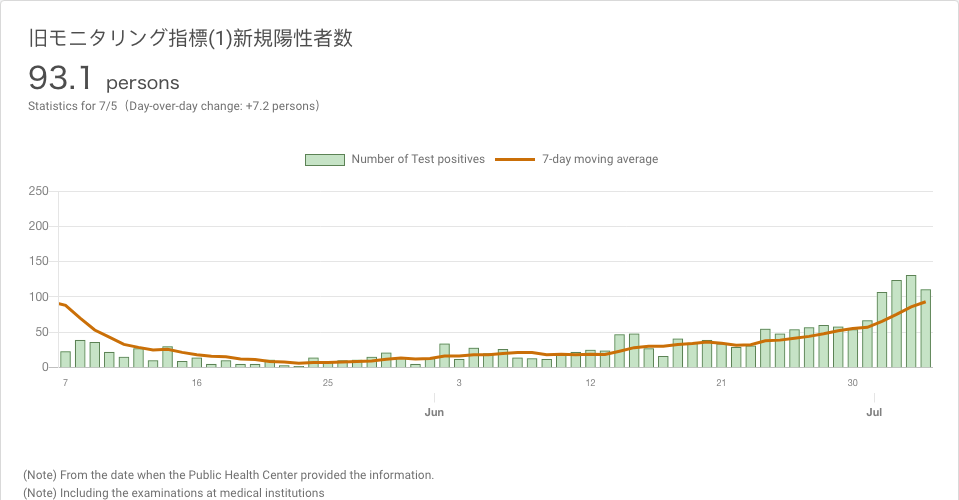 旧モニタリング指標(1)新規陽性者数
93.1 persons
Statistics for 7/5（Day-over-day change: +7.2 persons）
Number of Test positives 7-day moving average
250
200
150
100
50
0
7 16 25 3 12 21 30
Jun Jul
(Note) From the date when the Public Health Center provided the information.
(Note) Including the examinations at medical institutions